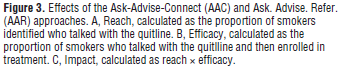 Figure 3. Effects of the Ask-Advise-Connect (AAC) and Ask. Advise. Refer.
(AAR) approaches. A, Reach, calculated as the proportion of smokers
identified who talked with the quitline. B, Efficacy, calculated as the
proportion of smokers who talked with the quitlline and then enrolled in
treatment. C, Impact, calculated as reach × efficacy.